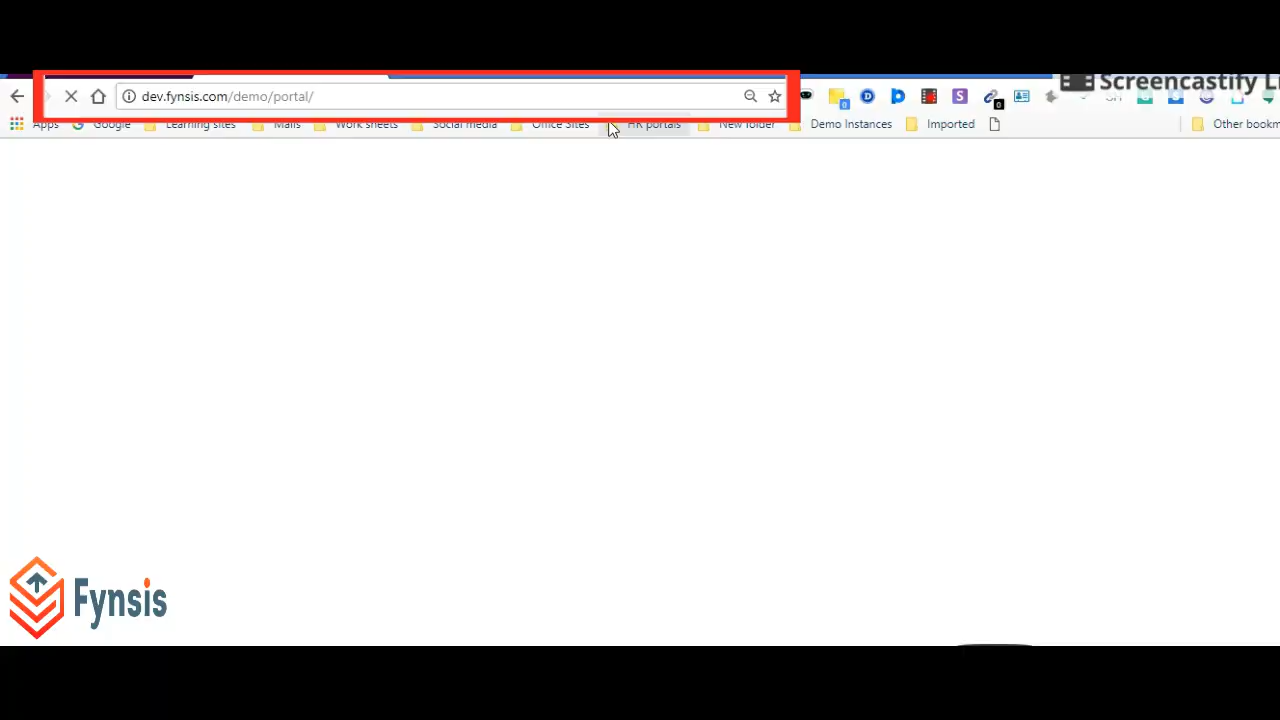 Screencastify Li
dev.fynsis.com/demo/portal/
Apps Google Learning sites Mails Work sheets Social media Office Sites HR portals New folder Demo Instances Imported Other bookm
Fynsis